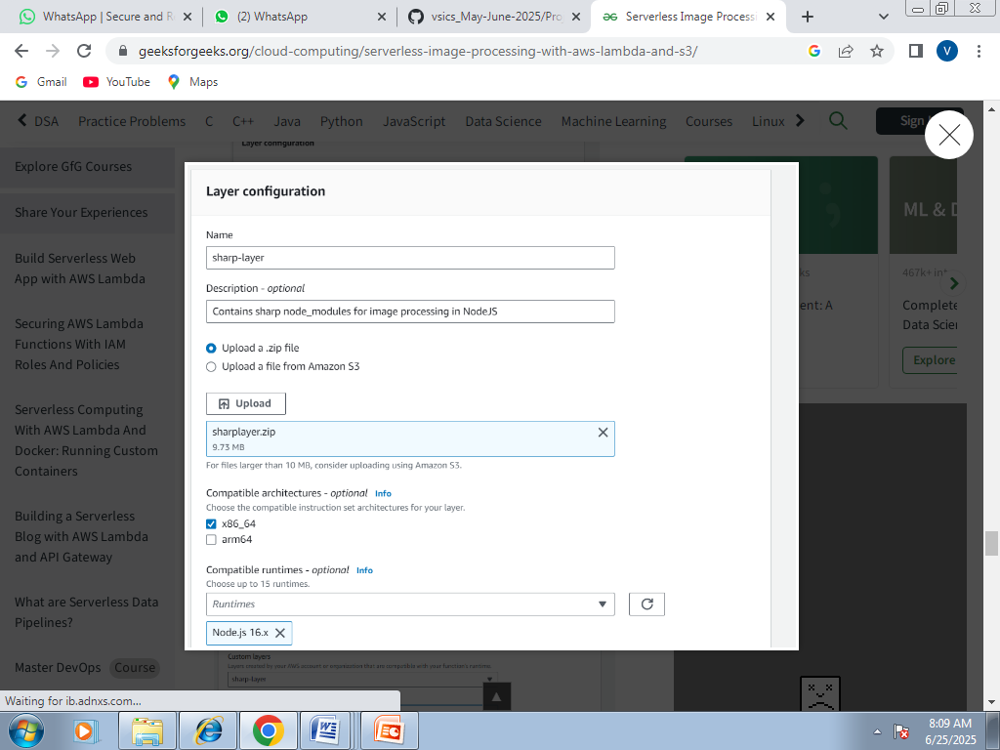 WhatsApp | Secure and R
(2) WhatsApp
vsics_May-June-2025/Pro
Serverless Image Process
geeksforgeeks.org/cloud-computing/serverless-image-processing-with-aws-lambda-and-s3/
V
Gmail
YouTube
Maps
DSA
Practice Problems
C
C++
Java
Python
JavaScript
Data Science
Machine Learning
Courses
Linux
Sign
Explore GfG Courses
Share Your Experiences
Build Serverless Web
App with AWS Lambda
Securing AWS Lambda
Functions With IAM
Roles And Policies
Serverless Computing
With AWS Lambda And
Docker: Running Custom
Containers
Building a Serverless
Blog with AWS Lambda
and API Gateway
What are Serverless Data
Pipelines?
Master DevOps
Course
Layer configuration
Layer configuration
Name
sharp-layer
Description - optional
Contains sharp node_modules for image processing in NodeJS
Upload a .zip file
Upload a file from Amazon S3
Upload
sharplayer.zip
9.73 MB
For files larger than 10 MB, consider uploading using Amazon S3.
Compatible architectures - optional Info
Choose the compatible instruction set architectures for your layer.
x86_64
arm64
Compatible runtimes - optional Info
Choose up to 15 runtimes.
Runtimes
Node.js 16.x
Custom layers
Layers created by your AWS account or organization that are compatible with your function's runtime.
sharp-layer
ML & D
ks
ent: A
467k+ in
Complete
Data Scien
Explore
Waiting for ib.adnxs.com...
8:09 AM
6/25/2025